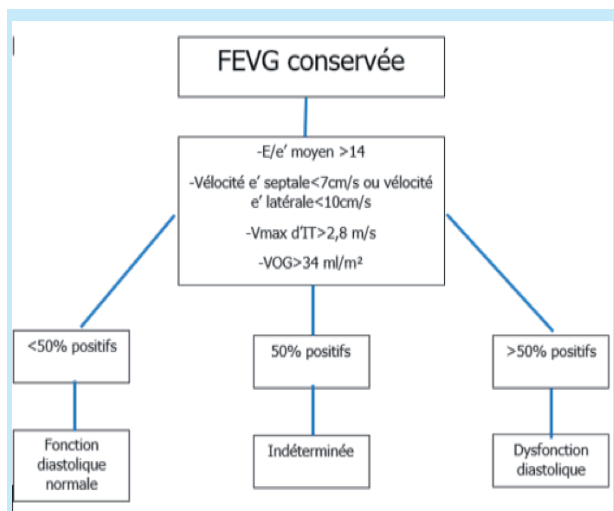 FEVG conservée
-E/e' moyen >14
-Vélocité e' septale<7cm/s ou vélocité
e' latérale<10cm/s
-Vmax d'IT>2,8 m/s
-VOG>34 ml/m²
<50% positifs
50% positifs
>50% positifs
Fonction
diastolique
normale
Indéterminée
Dysfonction
diastolique